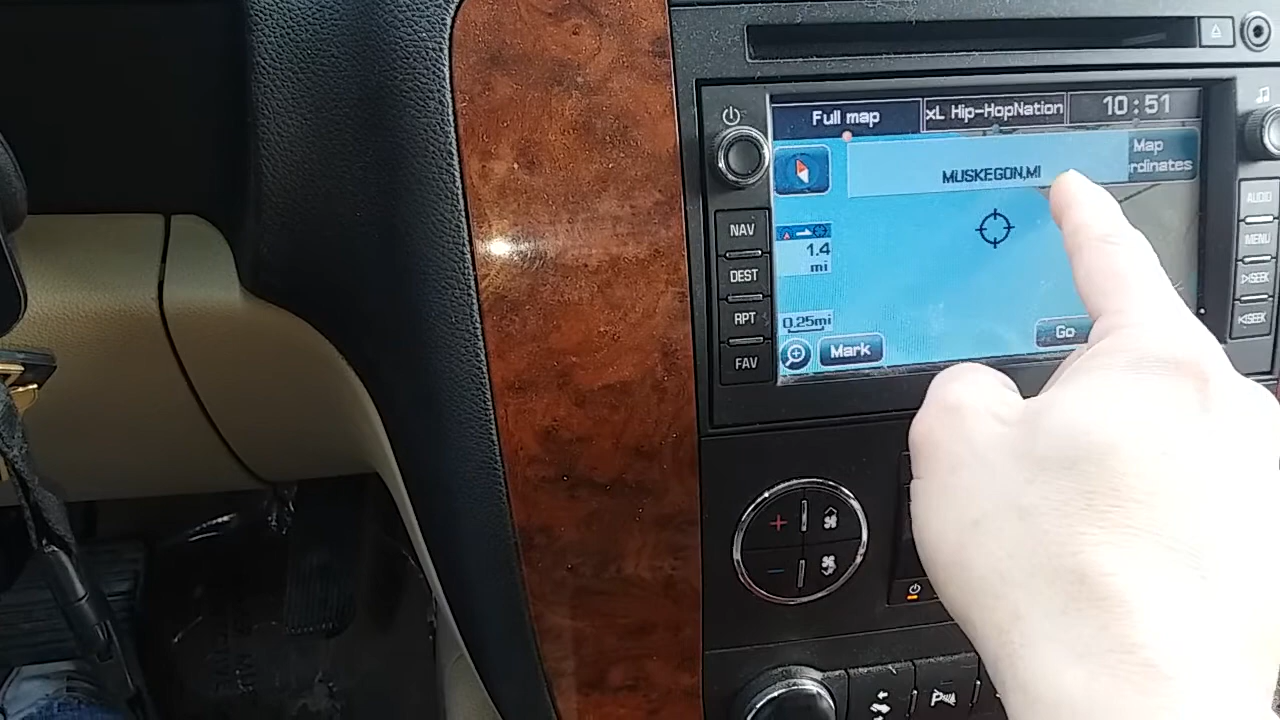 Full map
xL Hip-HopNation
10:51
Map
rdinates
MUSKEGON,MI
1.4
mi
0.25mi
Mark
Go
NAV
DEST
RPT
FAV
AUDIO
MENU
SEEK
SEEK